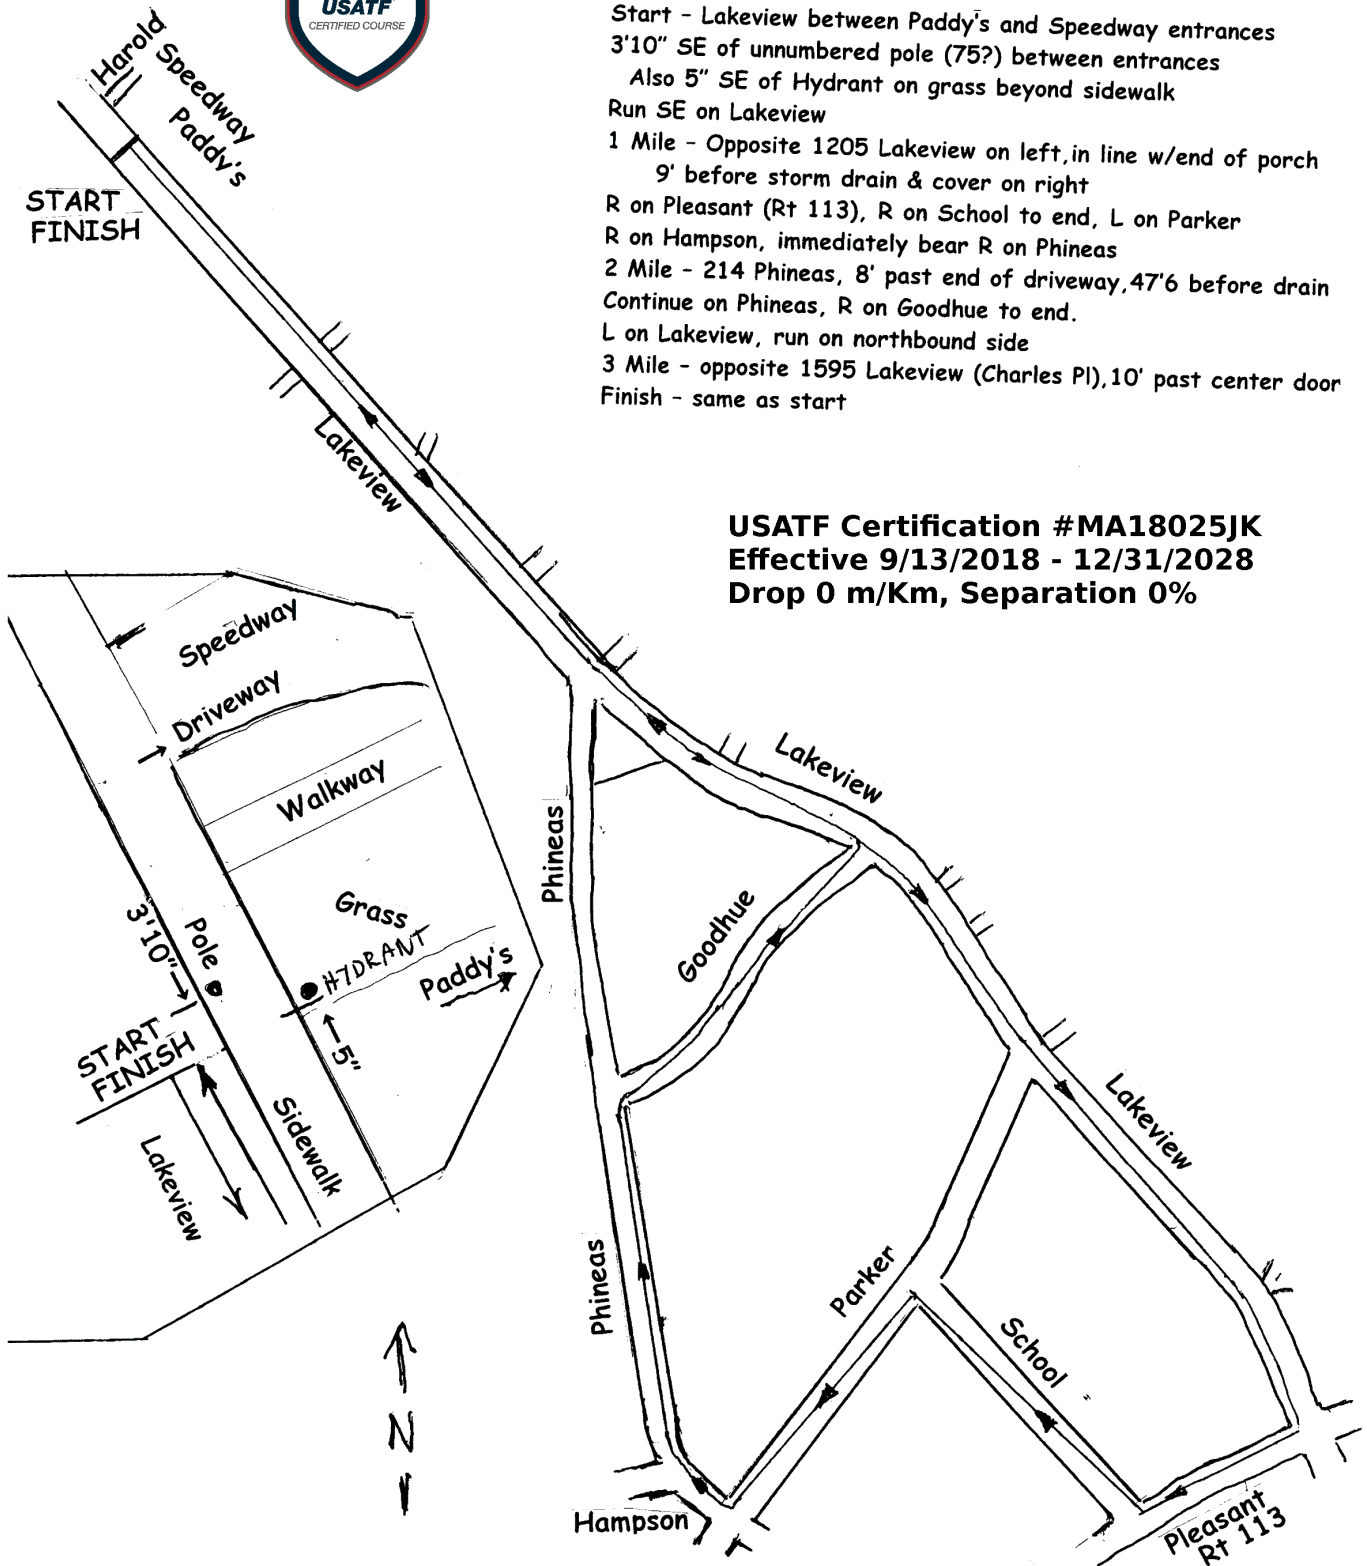 USATF
CERTIFIED COURSE
Start - Lakeview between Paddy's and Speedway entrances
3'10" SE of unnumbered pole (75?) between entrances
Also 5" SE of Hydrant on grass beyond sidewalk
Run SE on Lakeview
1 Mile - Opposite 1205 Lakeview on left,in line w/end of porch
9' before storm drain & cover on right
R on Pleasant (Rt 113), R on School to end, L on Parker
R on Hampson, immediately bear R on Phineas
2 Mile - 214 Phineas, 8' past end of driveway,47'6 before drain
Continue on Phineas, R on Goodhue to end.
L on Lakeview, run on northbound side
3 Mile - opposite 1595 Lakeview (Charles Pl),10' past center door
Finish - same as start
Harold
Speedway
Paddy's
START
FINISH
Lakeview
USATF Certification #MA18025JK
Effective 9/13/2018 - 12/31/2028
Drop 0 m/Km, Separation 0%
Speedway
Driveway
Walkway
Grass
HYDRANT
Paddy's
Pole
3'10"
START
FINISH
5"
Sidewalk
Lakeview
Lakeview
Phineas
Goodhue
Lakeview
Phineas
Parker
School
N
Hampson
Pleasant
Rt 113